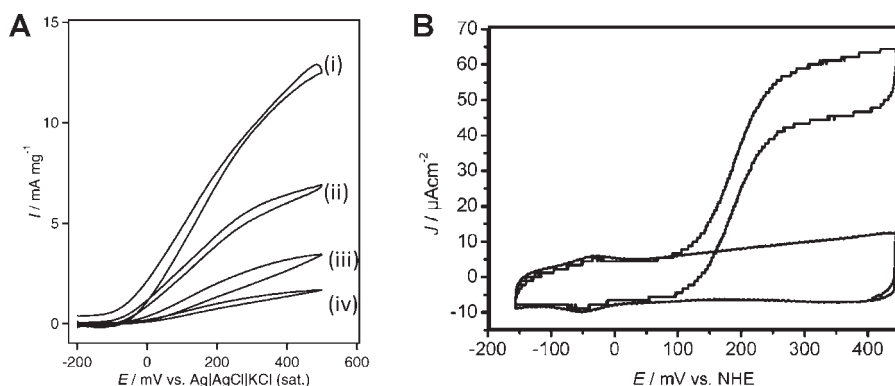 A
15
10
5
0
I / mA mg⁻¹
(i)
(ii)
(iii)
(iv)
-200 0 200 400 600
E / mV vs. Ag|AgCl|KCl (sat.)
B
70
60
50
40
30
20
10
0
-10
J / µAcm⁻²
-200 -100 0 100 200 300 400
E / mV vs. NHE